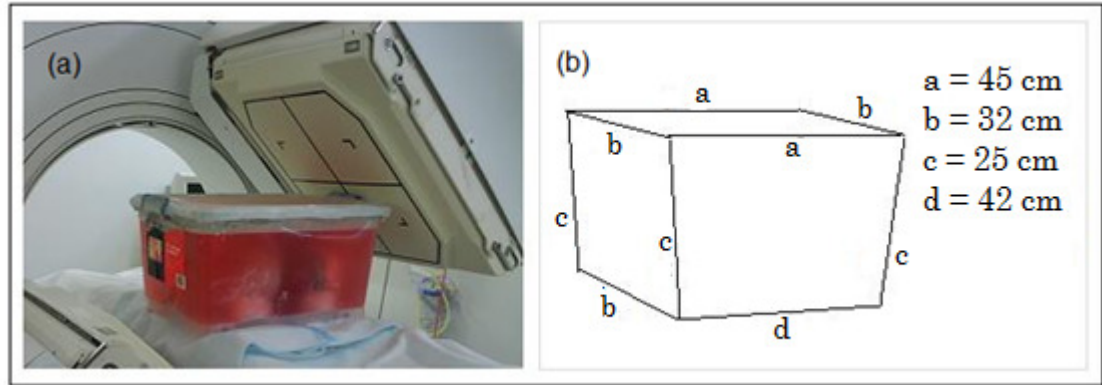 (a)
(b)
a
b
b
a
c
c
c
b
d
a = 45 cm
b = 32 cm
c = 25 cm
d = 42 cm